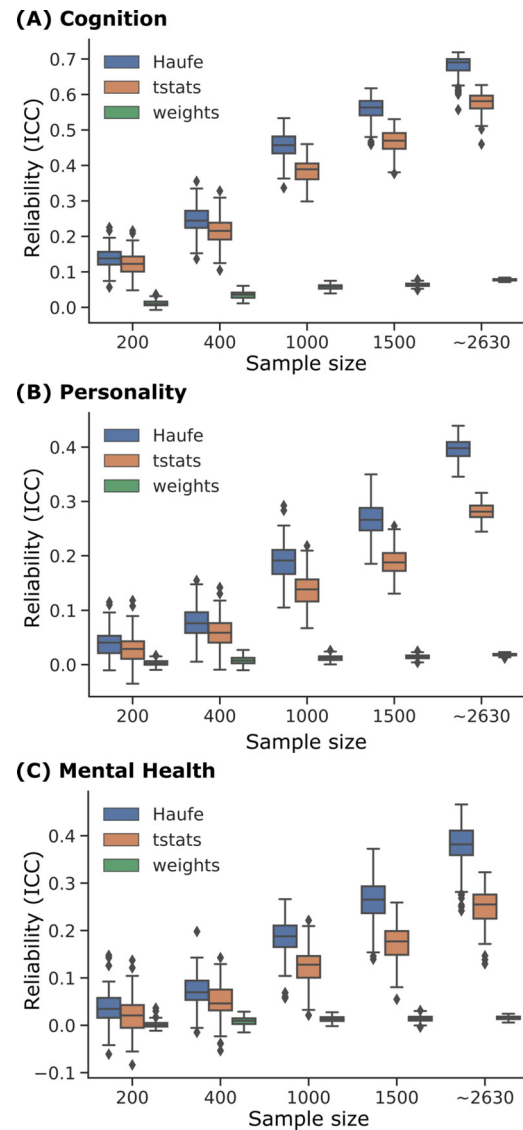 (A) Cognition
Haufe
tstats
weights
Reliability (ICC)
0.7
0.6
0.5
0.4
0.3
0.2
0.1
0.0
200 400 1000 1500 ~2630
Sample size
(B) Personality
Haufe
tstats
weights
Reliability (ICC)
0.4
0.3
0.2
0.1
0.0
200 400 1000 1500 ~2630
Sample size
(C) Mental Health
Haufe
tstats
weights
Reliability (ICC)
0.4
0.3
0.2
0.1
0.0
−0.1
200 400 1000 1500 ~2630
Sample size